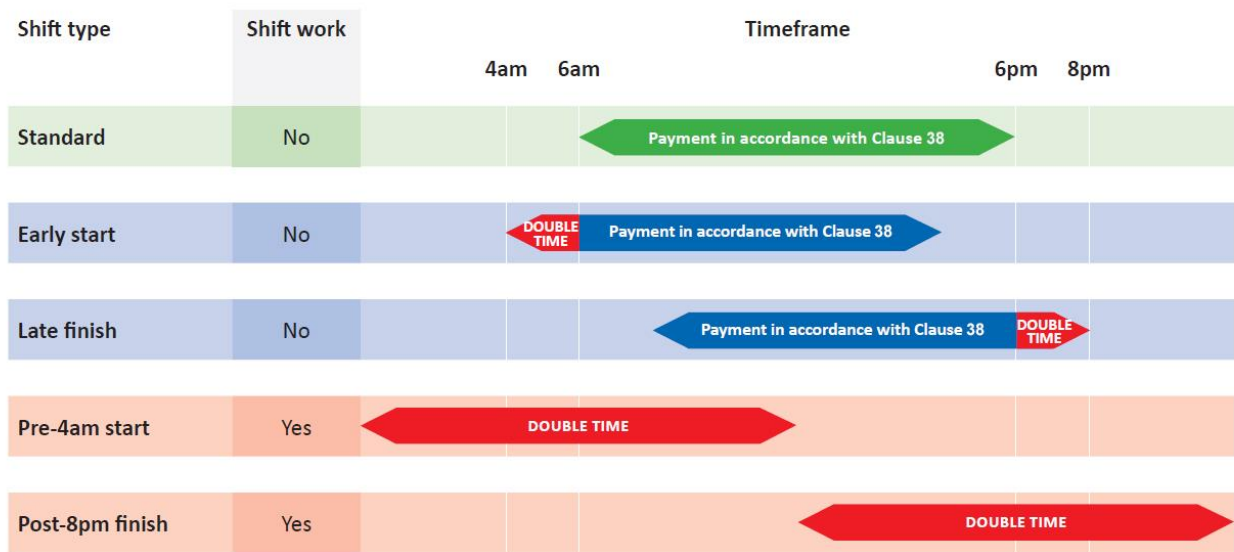 Shift type
Shift work
Timeframe
4am
6am
6pm
8pm
Standard
No
Payment in accordance with Clause 38
Early start
No
DOUBLE
TIME
Payment in accordance with Clause 38
Late finish
No
Payment in accordance with Clause 38
DOUBLE
TIME
Pre-4am start
Yes
DOUBLE TIME
Post-8pm finish
Yes
DOUBLE TIME